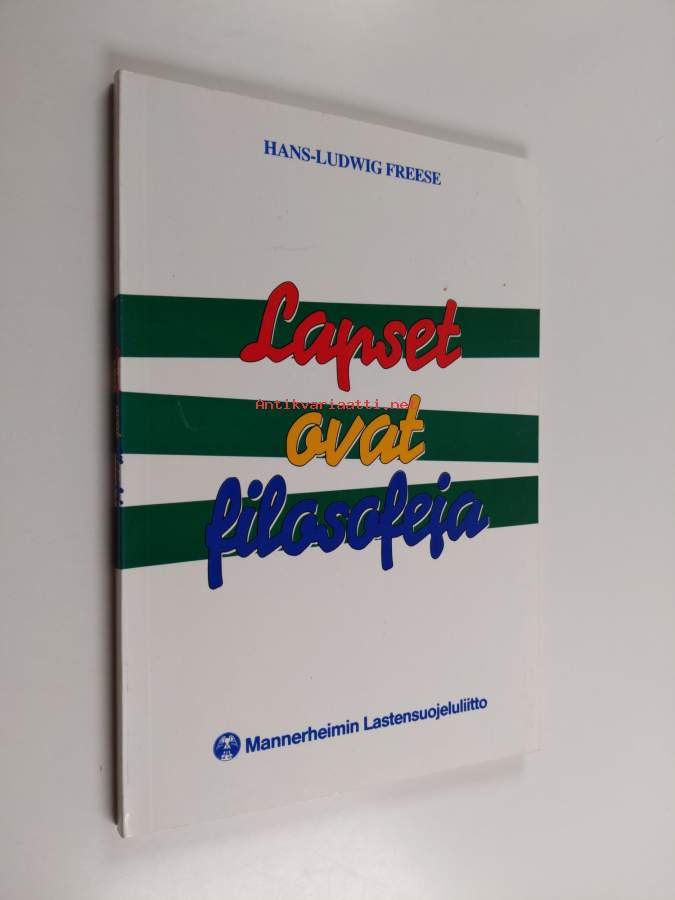 HANS-LUDWIG FREESE
Lapset
Antikvariaatti.net
ovat
filosofeja
Mannerheimin Lastensuojeluliitto